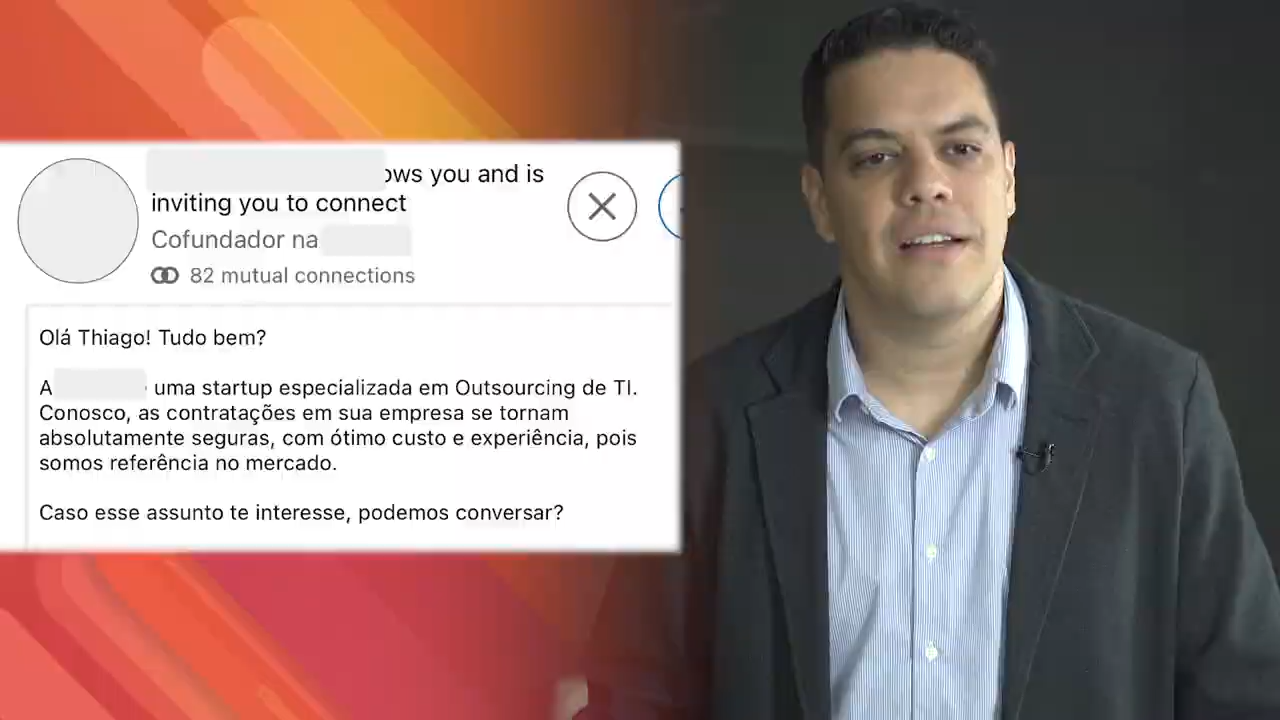 you and is
inviting you to connect
Cofundador na
82 mutual connections
Olá Thiago! Tudo bem?
A uma startup especializada em Outsourcing de TI.
Conosco, as contratações em sua empresa se tornam
absolutamente seguras, com ótimo custo e experiência, pois
somos referência no mercado.
Caso esse assunto te interesse, podemos conversar?